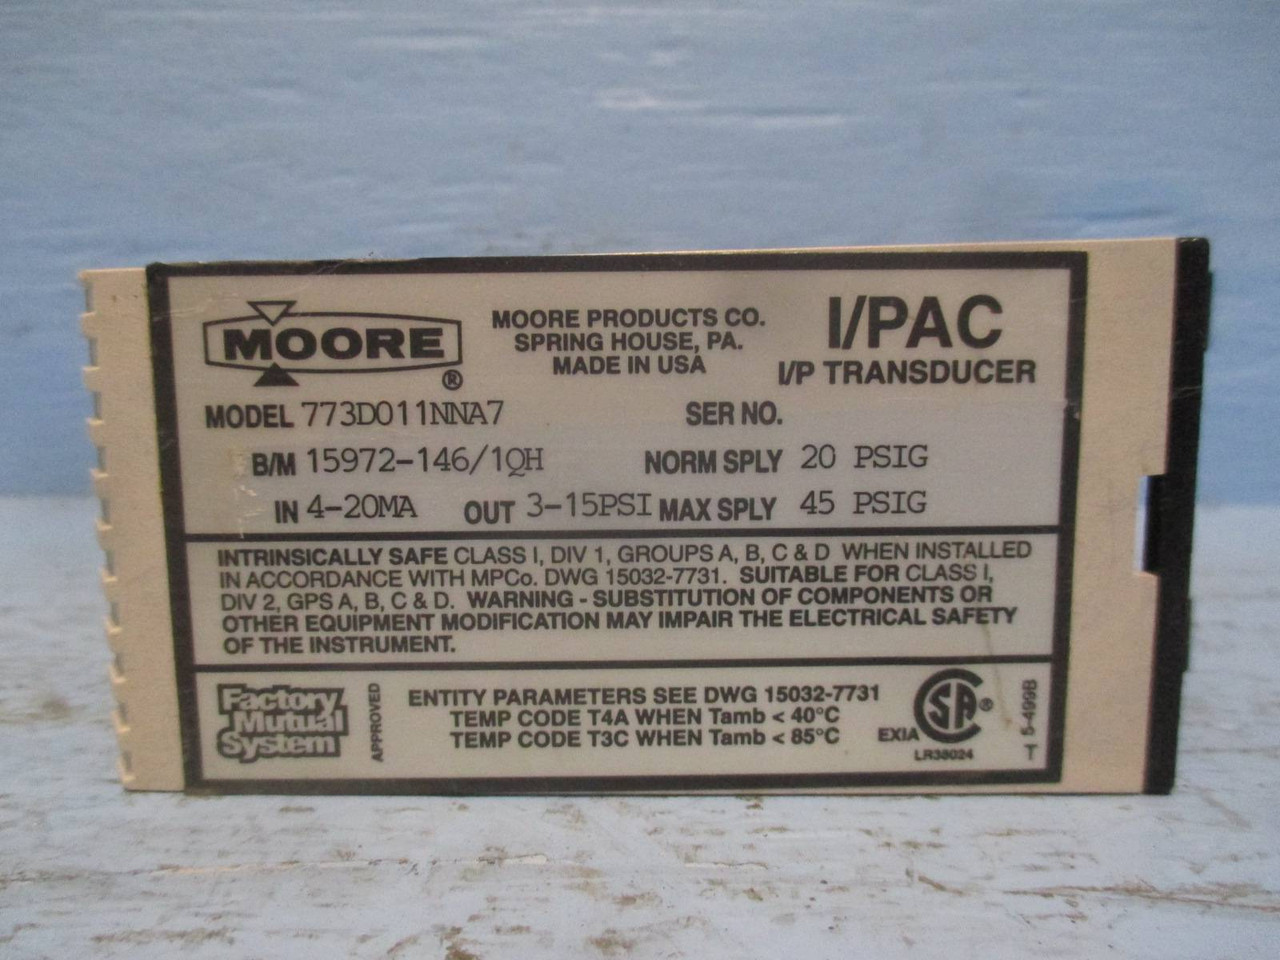 MOORE®
MOORE PRODUCTS CO.
SPRING HOUSE, PA.
MADE IN USA
I/PAC
I/P TRANSDUCER
MODEL 773D011NNA7 SER NO.
B/M 15972-146/1QH NORM SPLY 20 PSIG
IN 4-20MA OUT 3-15PSI MAX SPLY 45 PSIG
INTRINSICALLY SAFE CLASS I, DIV 1, GROUPS A, B, C & D WHEN INSTALLED
IN ACCORDANCE WITH MPCo. DWG 15032-7731. SUITABLE FOR CLASS I,
DIV 2, GPS A, B, C & D. WARNING - SUBSTITUTION OF COMPONENTS OR
OTHER EQUIPMENT MODIFICATION MAY IMPAIR THE ELECTRICAL SAFETY
OF THE INSTRUMENT.
Factory
Mutual
System
APPROVED
ENTITY PARAMETERS SEE DWG 15032-7731
TEMP CODE T4A WHEN Tamb < 40°C
TEMP CODE T3C WHEN Tamb < 85°C
EXIA
SA®
LR38024
5-499B
T